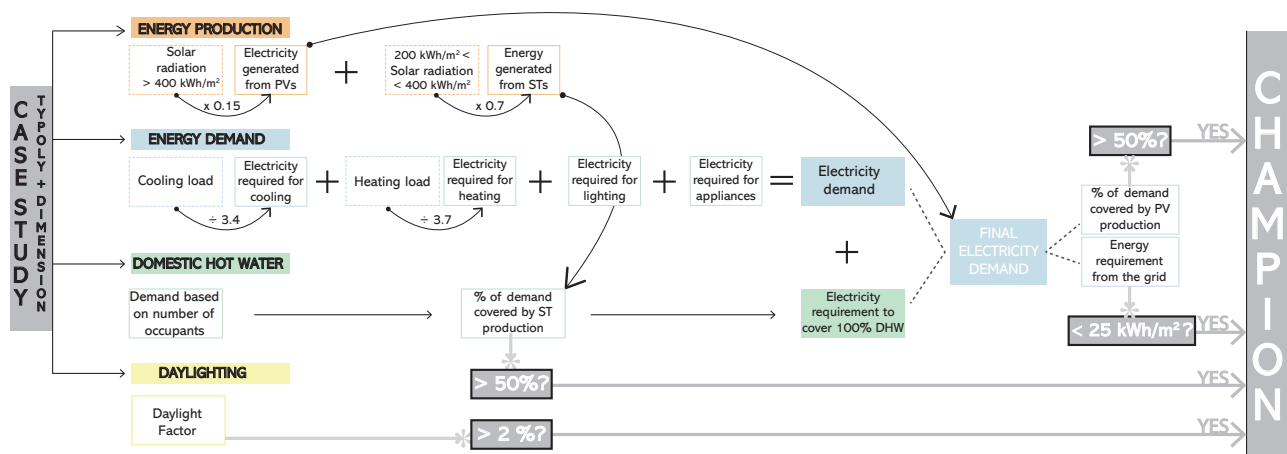 CASE STUDY
TYPOLY + DIMENSION
ENERGY PRODUCTION
Solar
radiation
> 400 kWh/m²
Electricity
generated
from PVs
x 0.15
+
200 kWh/m² <
Solar radiation
< 400 kWh/m²
Energy
generated
from STs
x 0.7
ENERGY DEMAND
Cooling load
Electricity
required for
cooling
÷ 3.4
+
Heating load
Electricity
required for
heating
÷ 3.7
+
Electricity
required for
lighting
+
Electricity
required for
appliances
=
Electricity
demand
+
DOMESTIC HOT WATER
Demand based
on number of
occupants
% of demand
covered by ST
production
Electricity
requirement to
cover 100% DHW
FINAL
ELECTRICITY
DEMAND
> 50%?
YES
% of demand
covered by PV
production
Energy
requirement
from the grid
< 25 kWh/m²?
YES
DAYLIGHTING
> 50%?
YES
Daylight
Factor
> 2 %?
YES
CHAMPION